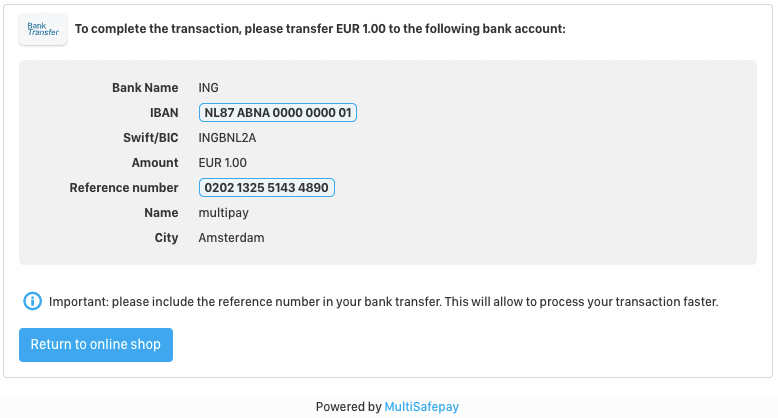 Bank
Transfer
To complete the transaction, please transfer EUR 1.00 to the following bank account:
Bank Name ING
IBAN NL87 ABNA 0000 0000 01
Swift/BIC INGBNL2A
Amount EUR 1.00
Reference number 0202 1325 5143 4890
Name multipay
City Amsterdam
Important: please include the reference number in your bank transfer. This will allow to process your transaction faster.
Return to online shop
Powered by MultiSafepay